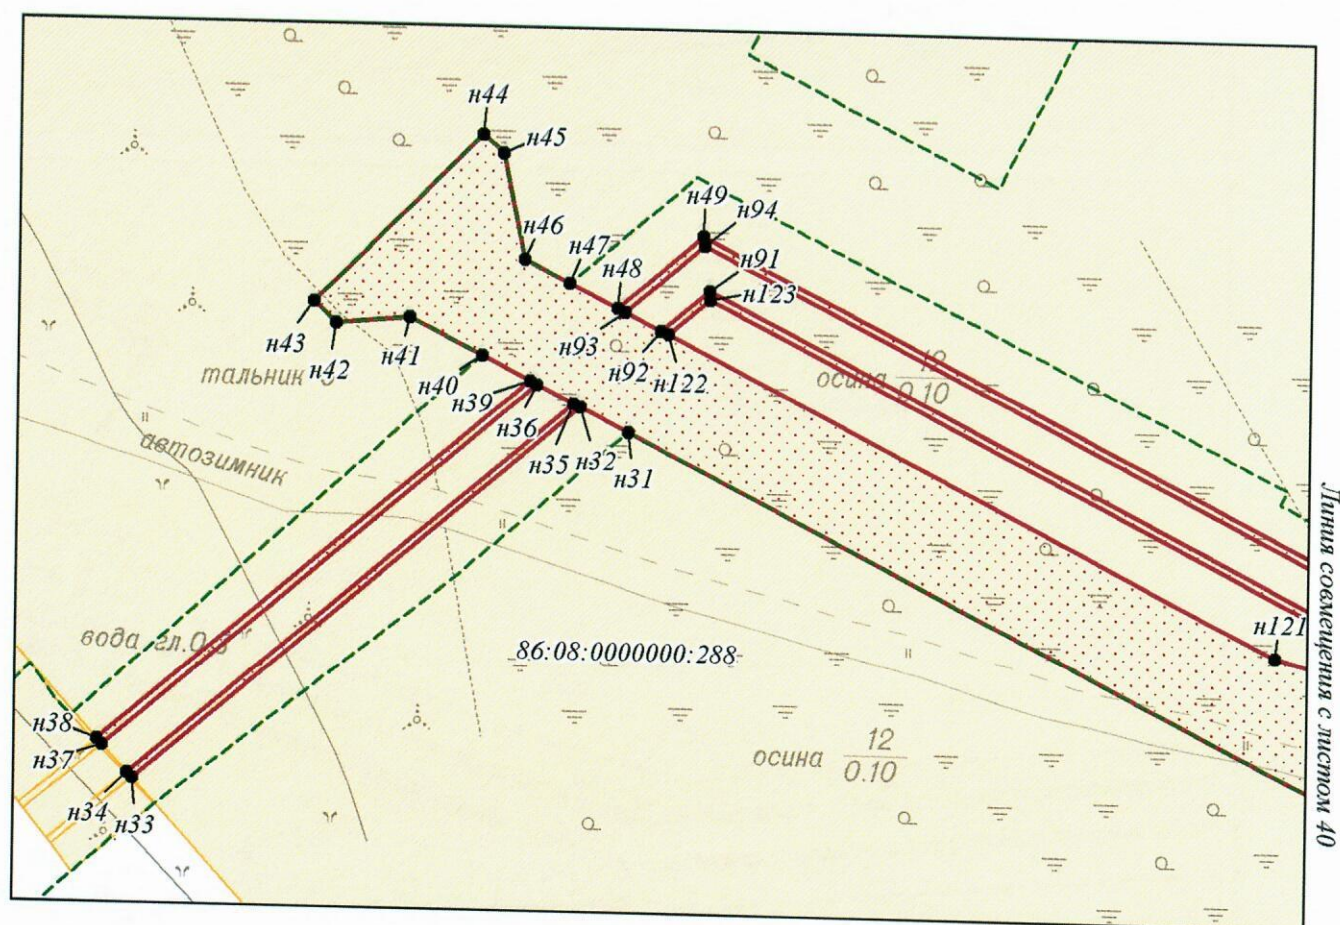 н44
н45
н49
н94
н46
н47
н91
н48
н123
н43
н42
н41
н93
н92
н122
тальник
н40
н39
н36
осина 12
0.10
автозимник
н35
н32
н31
Линия совмещения с листом 40
вода гл.0.3
86:08:0000000:288
н121
н38
н37
осина 12
0.10
н34
н33